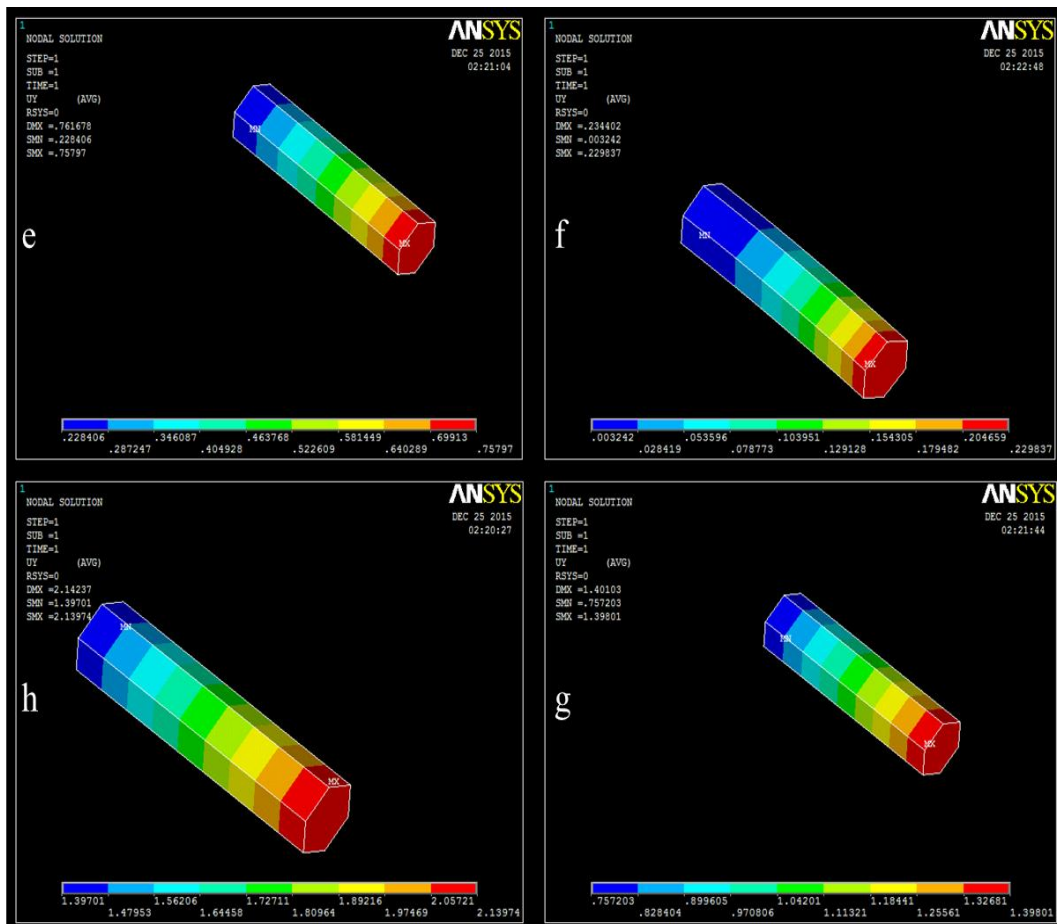 1
ANSYS
NODAL SOLUTION
DEC 25 2015
02:21:04
STEP=1
SUB =1
TIME=1
UY (AVG)
RSYS=0
DMX =.761678
SMN =.228406
SMX =.75797
MN
MX
e
.228406 .346087 .463768 .581449 .69913
.287247 .404928 .522609 .640289 .75797
1
ANSYS
NODAL SOLUTION
DEC 25 2015
02:22:48
STEP=1
SUB =1
TIME=1
UY (AVG)
RSYS=0
DMX =.234402
SMN =.003242
SMX =.229837
MN
MX
f
.003242 .053596 .103951 .154305 .204659
.028419 .078773 .129128 .179482 .229837
1
ANSYS
NODAL SOLUTION
DEC 25 2015
02:20:27
STEP=1
SUB =1
TIME=1
UY (AVG)
RSYS=0
DMX =2.14237
SMN =1.39701
SMX =2.13974
MN
MX
h
1.39701 1.56206 1.72711 1.89216 2.05721
1.47953 1.64458 1.80964 1.97469 2.13974
1
ANSYS
NODAL SOLUTION
DEC 25 2015
02:21:44
STEP=1
SUB =1
TIME=1
UY (AVG)
RSYS=0
DMX =1.40103
SMN =.757203
SMX =1.39801
MN
MX
g
.757203 .899605 1.04201 1.18441 1.32681
.828404 .970806 1.11321 1.25561 1.39801